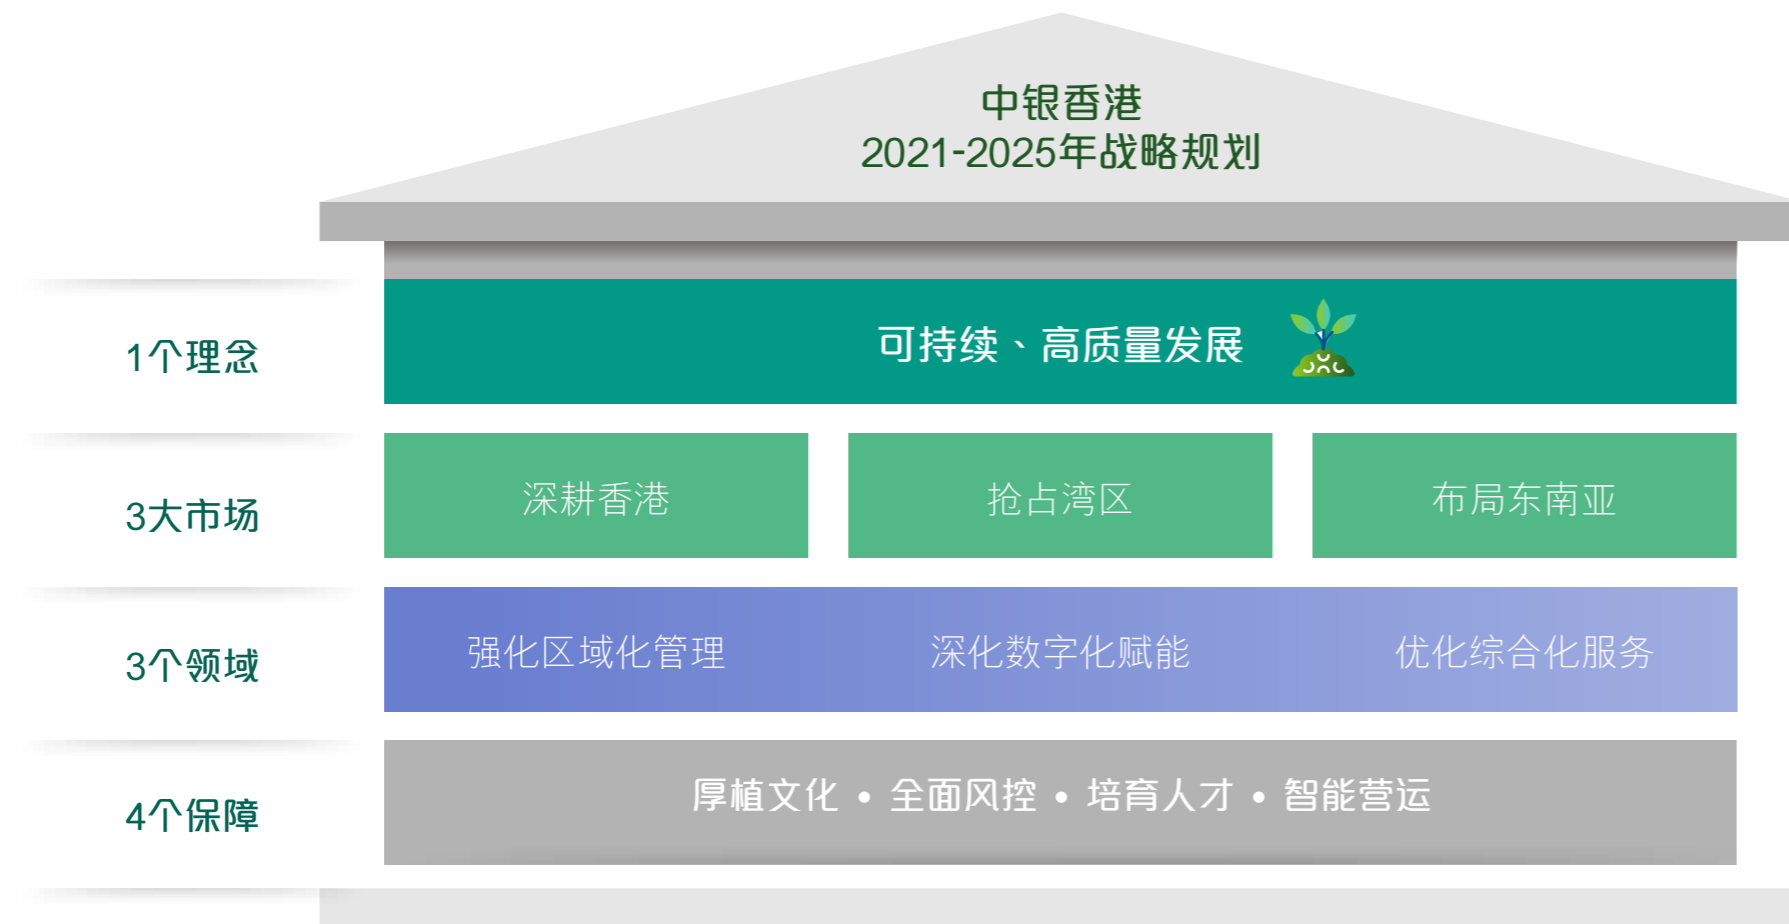 中银香港
2021-2025年战略规划
1个理念
可持续、高质量发展
3大市场
深耕香港
抢占湾区
布局东南亚
3个领域
强化区域化管理
深化数字化赋能
优化综合化服务
4个保障
厚植文化 • 全面风控 • 培育人才 • 智能营运